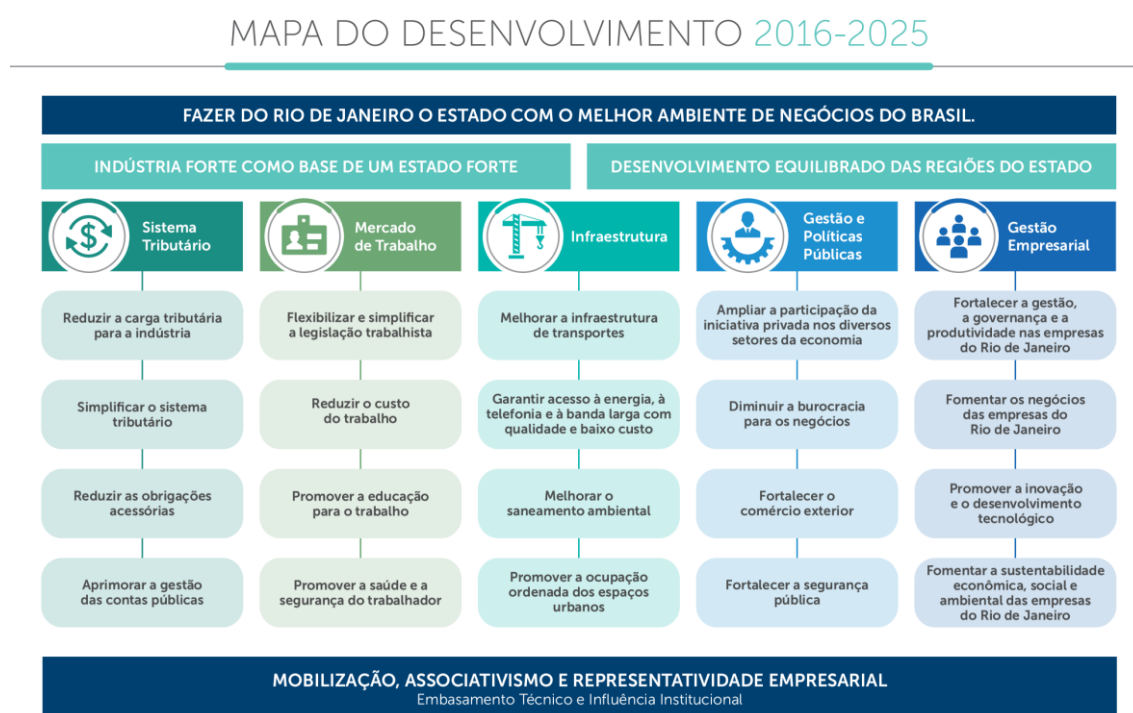 MAPA DO DESENVOLVIMENTO 2016-2025
FAZER DO RIO DE JANEIRO O ESTADO COM O MELHOR AMBIENTE DE NEGÓCIOS DO BRASIL.
INDÚSTRIA FORTE COMO BASE DE UM ESTADO FORTE
DESENVOLVIMENTO EQUILIBRADO DAS REGIÕES DO ESTADO
$
Sistema
Tributário
Reduzir a carga tributária
para a indústria
Simplificar o sistema
tributário
Reduzir as obrigações
acessórias
Aprimorar a gestão
das contas públicas
Mercado
de Trabalho
Flexibilizar e simplificar
a legislação trabalhista
Reduzir o custo
do trabalho
Promover a educação
para o trabalho
Promover a saúde e a
segurança do trabalhador
Infraestrutura
Melhorar a infraestrutura
de transportes
Garantir acesso à energia, à
telefonia e à banda larga com
qualidade e baixo custo
Melhorar o
saneamento ambiental
Promover a ocupação
ordenada dos espaços
urbanos
Gestão e
Políticas
Públicas
Ampliar a participação da
iniciativa privada nos diversos
setores da economia
Diminuir a burocracia
para os negócios
Fortalecer o
comércio exterior
Fortalecer a segurança
pública
Gestão
Empresarial
Fortalecer a gestão,
a governança e a
produtividade nas empresas
do Rio de Janeiro
Fomentar os negócios
das empresas do
Rio de Janeiro
Promover a inovação
e o desenvolvimento
tecnológico
Fomentar a sustentabilidade
econômica, social e
ambiental das empresas
do Rio de Janeiro
MOBILIZAÇÃO, ASSOCIATIVISMO E REPRESENTATIVIDADE EMPRESARIAL
Embasamento Técnico e Influência Institucional